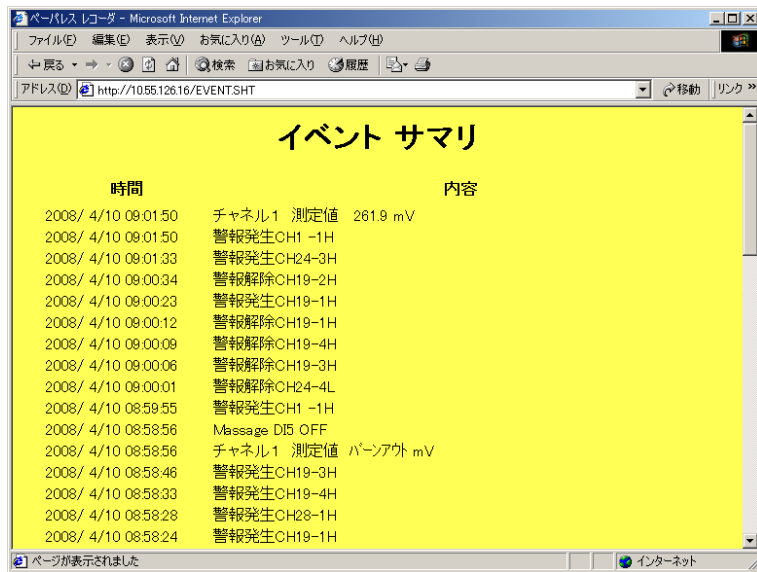 ペーパレス レコーダ - Microsoft Internet Explorer
ファイル(F) 編集(E) 表示(V) お気に入り(A) ツール(T) ヘルプ(H)
戻る 検索 お気に入り 履歴
アドレス(D) http://10.55.126.16/EVENT.SHT 移動 リンク »
イベント サマリ
時間 内容
2008/ 4/10 09:01:50 チャネル1 測定値 261.9 mV
2008/ 4/10 09:01:50 警報発生CH1 -1H
2008/ 4/10 09:01:33 警報発生CH24-3H
2008/ 4/10 09:00:34 警報解除CH19-2H
2008/ 4/10 09:00:23 警報発生CH19-1H
2008/ 4/10 09:00:12 警報解除CH19-1H
2008/ 4/10 09:00:09 警報解除CH19-4H
2008/ 4/10 09:00:06 警報解除CH19-3H
2008/ 4/10 09:00:01 警報解除CH24-4L
2008/ 4/10 08:59:55 警報発生CH1 -1H
2008/ 4/10 08:58:56 Massage DI5 OFF
2008/ 4/10 08:58:56 チャネル1 測定値 バーンアウト mV
2008/ 4/10 08:58:46 警報発生CH19-3H
2008/ 4/10 08:58:33 警報発生CH19-4H
2008/ 4/10 08:58:28 警報発生CH28-1H
2008/ 4/10 08:58:24 警報発生CH19-1H
ページが表示されました インターネット